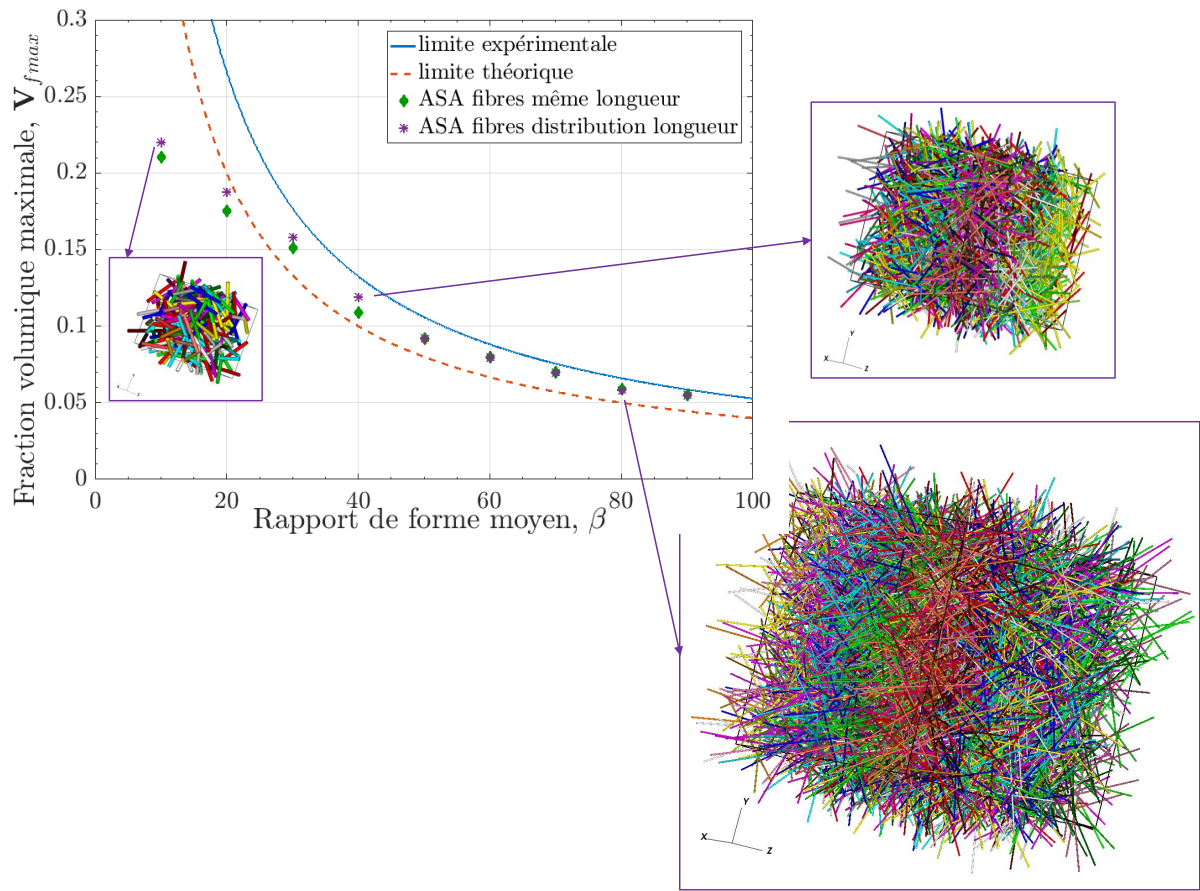 0.3
0.25
0.2
0.15
0.1
0.05
0
Fraction volumique maximale, V_fmax
limite expérimentale
limite théorique
ASA fibres même longueur
ASA fibres distribution longueur
0 20 40 60 80 100
Rapport de forme moyen, β
Y
X
Z
Y
X
Z